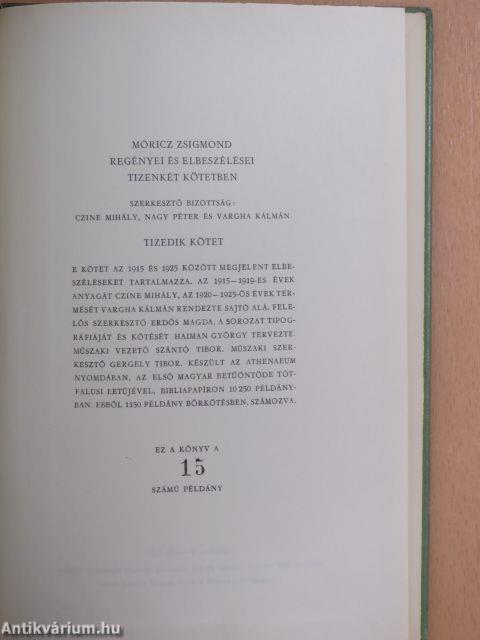 MÓRICZ ZSIGMOND
REGÉNYEI ÉS ELBESZÉLÉSEI
TIZENKÉT KÖTETBEN
SZERKESZTŐ BIZOTTSÁG:
CZINE MIHÁLY, NAGY PÉTER ÉS VARGHA KÁLMÁN
TIZEDIK KÖTET
E KÖTET AZ 1915 ÉS 1925 KÖZÖTT MEGJELENT ELBE-
SZÉLÉSEKET TARTALMAZZA. AZ 1915–1919-ES ÉVEK
ANYAGÁT CZINE MIHÁLY, AZ 1920–1925-ÖS ÉVEK TER-
MÉSÉT VARGHA KÁLMÁN RENDEZTE SAJTÓ ALÁ. FELE-
LŐS SZERKESZTŐ ERDŐS MAGDA. A SOROZAT TIPOG-
RÁFIÁJÁT ÉS KÖTÉSÉT HAIMAN GYÖRGY TERVEZTE.
MŰSZAKI VEZETŐ SZÁNTÓ TIBOR. MŰSZAKI SZER-
KESZTŐ GERGELY TIBOR. KÉSZÜLT AZ ATHENAEUM
NYOMDÁBAN, AZ ELSŐ MAGYAR BETŰÖNTÖDE TÓT-
FALUSI BETŰJÉVEL, BIBLIAPAPÍRON 10 250 PÉLDÁNY-
BAN. EBBŐL 1150 PÉLDÁNY BŐRKÖTÉSBEN, SZÁMOZVA.
EZ A KÖNYV A
15
SZÁMÚ PÉLDÁNY
Antikvárium.hu